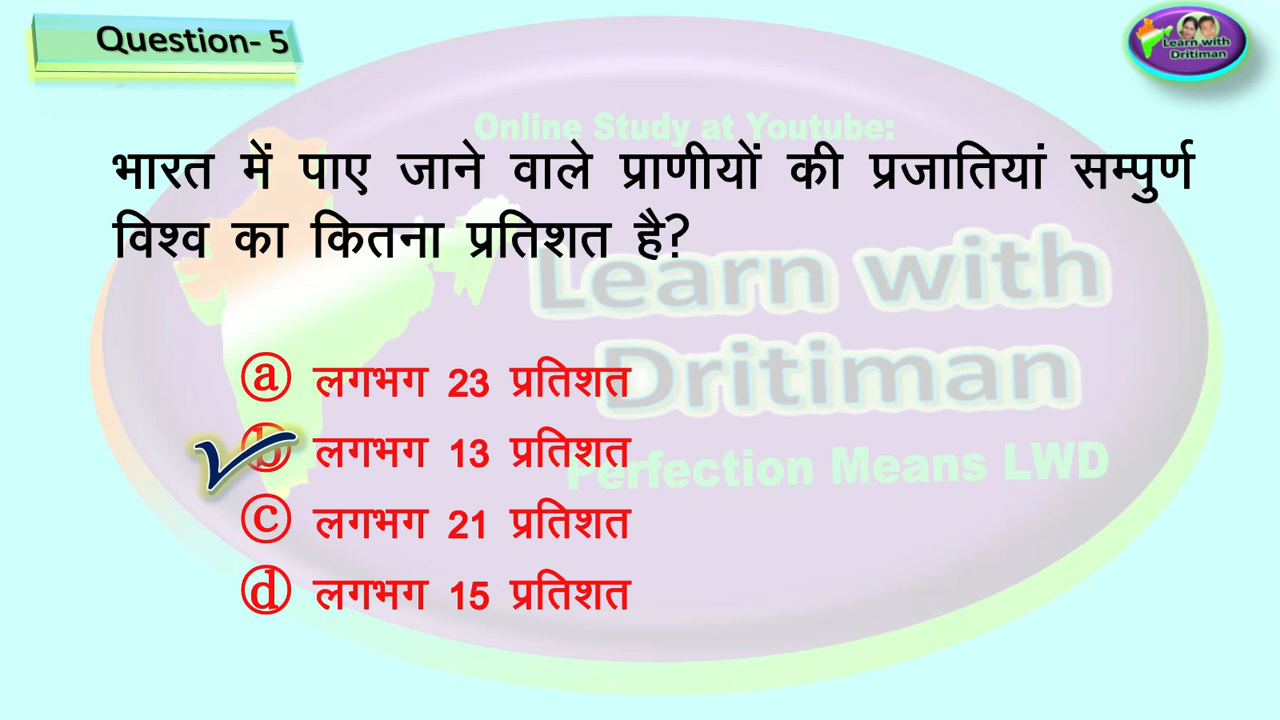 Question- 5
Learn with
Dritiman
Online Study at Youtube:
भारत में पाए जाने वाले प्राणीयों की प्रजातियां सम्पुर्ण
विश्व का कितना प्रतिशत है?
Learn with
Dritiman
ⓐ लगभग 23 प्रतिशत
ⓑ लगभग 13 प्रतिशत
Perfection Means LWD
ⓒ लगभग 21 प्रतिशत
ⓓ लगभग 15 प्रतिशत